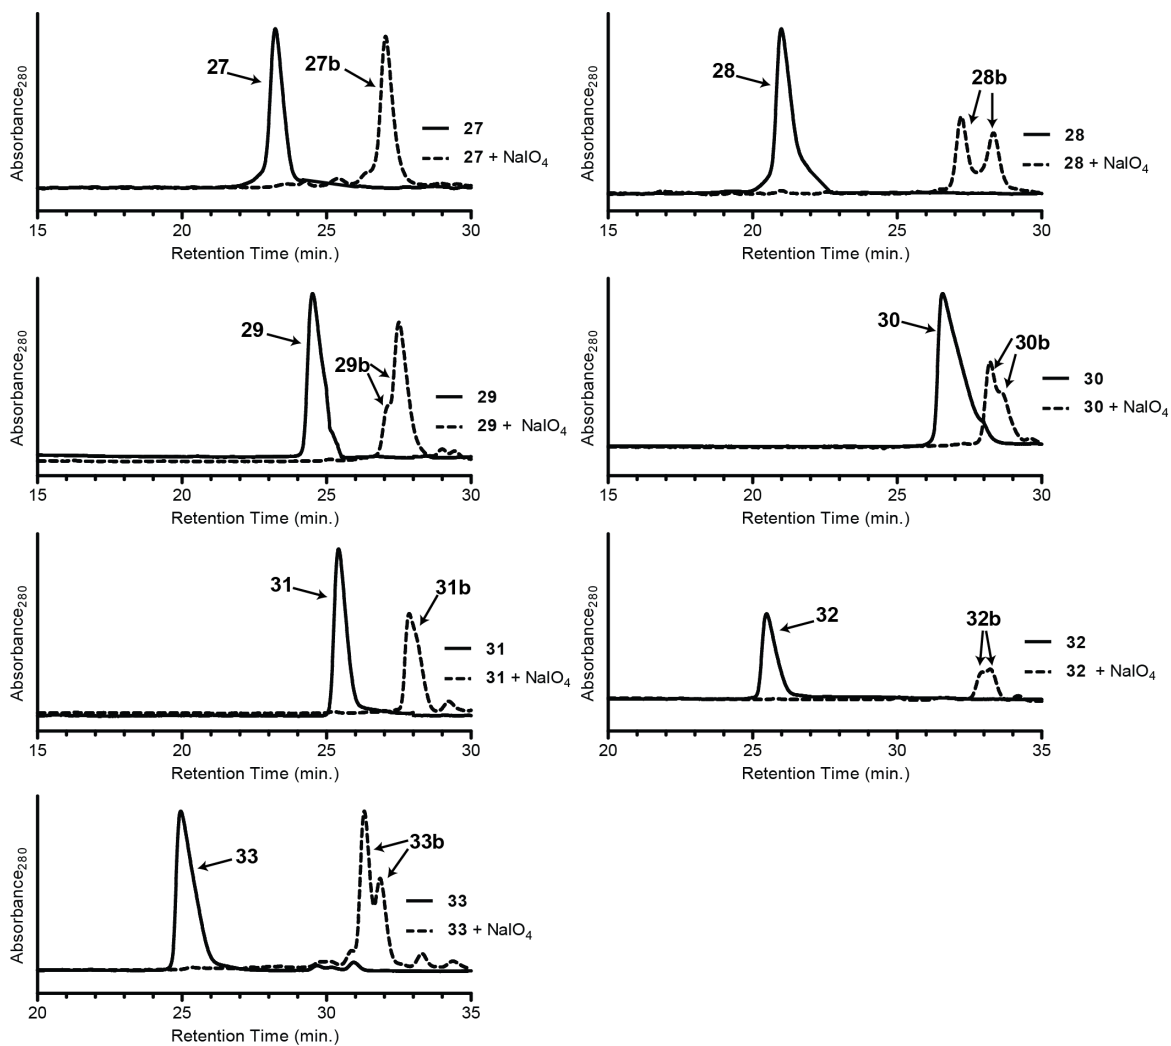 Absorbance280
27
27b
27
27 + NaIO4
15 20 25 30
Retention Time (min.)
Absorbance280
28
28b
28
28 + NaIO4
15 20 25 30
Retention Time (min.)
Absorbance280
29
29b
29
29 + NaIO4
15 20 25 30
Retention Time (min.)
Absorbance280
30
30b
30
30 + NaIO4
15 20 25 30
Retention Time (min.)
Absorbance280
31
31b
31
31 + NaIO4
15 20 25 30
Retention Time (min.)
Absorbance280
32
32b
32
32 + NaIO4
20 25 30 35
Retention Time (min.)
Absorbance280
33
33b
33
33 + NaIO4
20 25 30 35
Retention Time (min.)